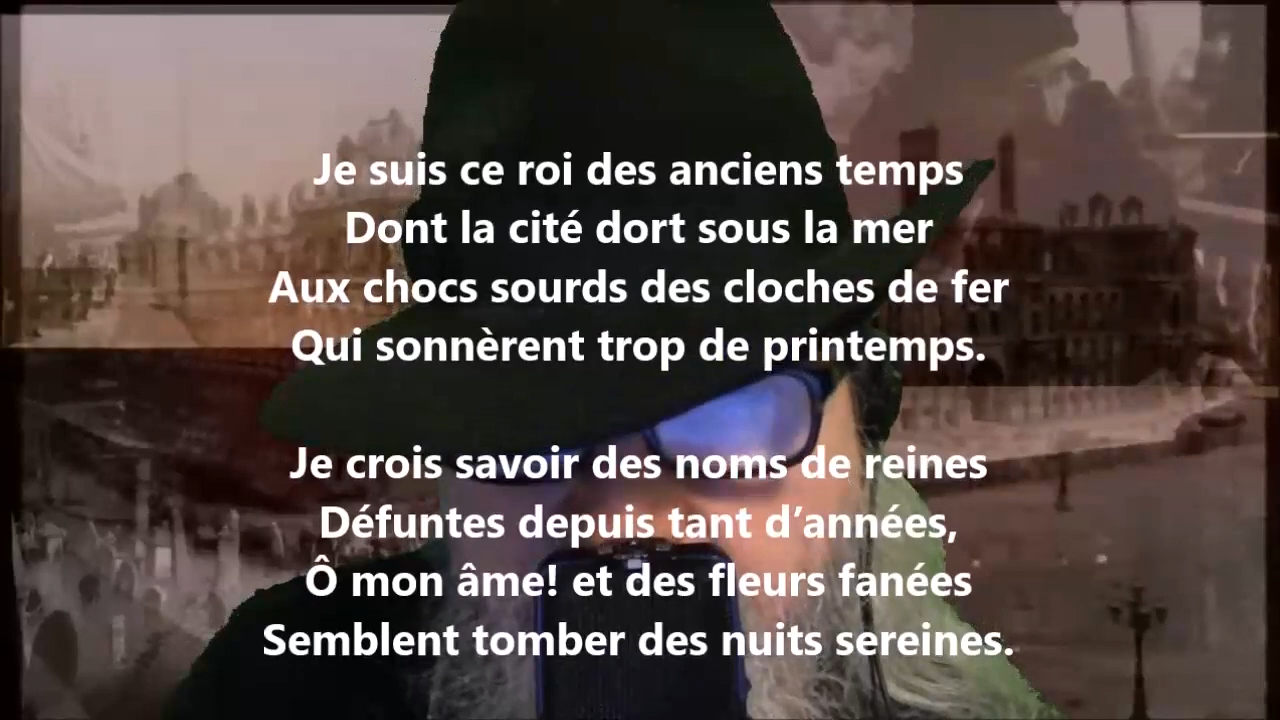 Je suis ce roi des anciens temps
Dont la cité dort sous la mer
Aux chocs sourds des cloches de fer
Qui sonnèrent trop de printemps.
Je crois savoir des noms de reines
Défuntes depuis tant d’années,
Ô mon âme! et des fleurs fanées
Semblent tomber des nuits sereines.